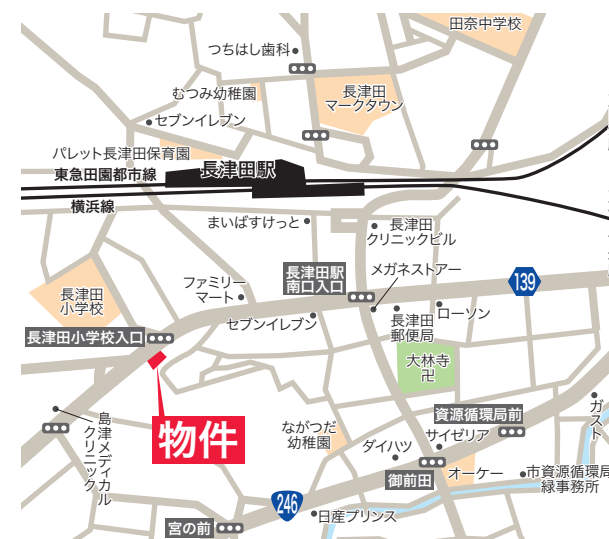 田奈中学校
つちはし歯科
むつみ幼稚園
長津田
マークタウン
セブンイレブン
パレット長津田保育園
東急田園都市線
長津田駅
横浜線
まいばすけっと
長津田
クリニックビル
長津田駅
南口入口
メガネストアー
139
ファミリー
マート
長津田
小学校
セブンイレブン
ローソン
長津田
郵便局
長津田小学校入口
大林寺
卍
物件
島津メディカル
クリニック
ながつだ
幼稚園
資源循環局前
ガスト
ダイハツ
サイゼリア
御前田
オーケー
市資源循環局
緑事務所
246
日産プリンス
宮の前